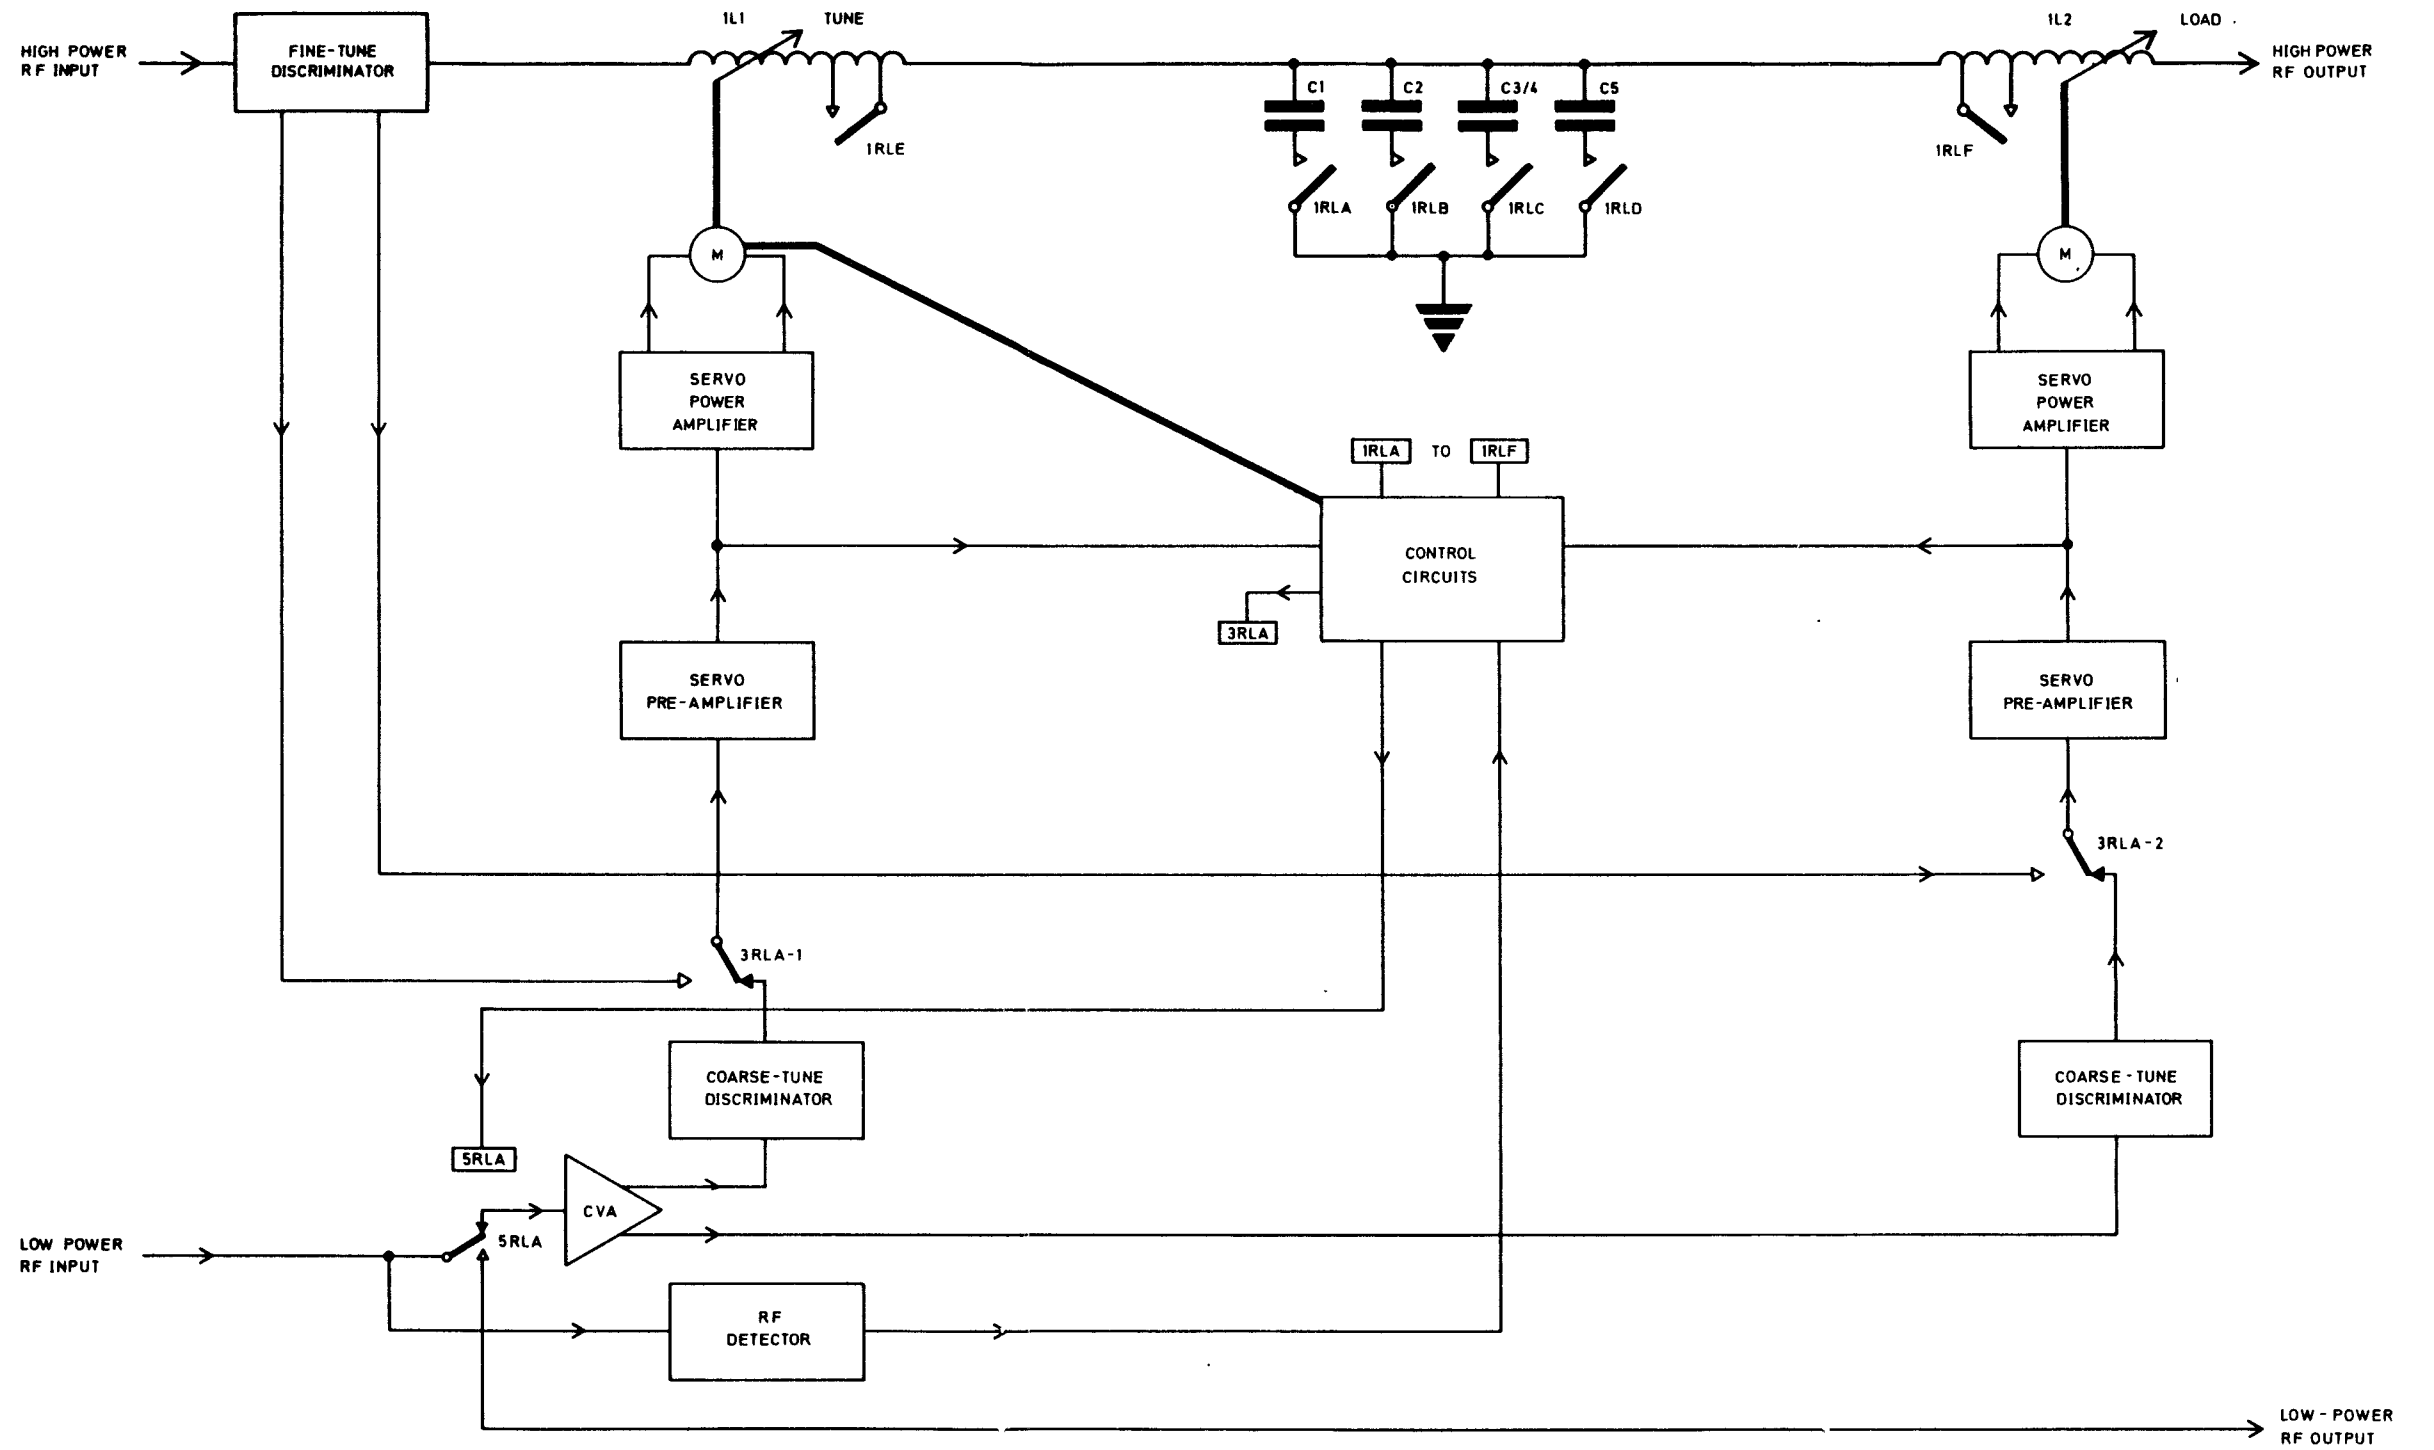 1L1 TUNE
1L2 LOAD
HIGH POWER
RF INPUT
FINE-TUNE
DISCRIMINATOR
HIGH POWER
RF OUTPUT
C1 C2 C3/4 C5
1RLE
1RLF
1RLA 1RLB 1RLC 1RLD
M
M
SERVO
POWER
AMPLIFIER
SERVO
POWER
AMPLIFIER
1RLA TO 1RLF
CONTROL
CIRCUITS
3RLA
SERVO
PRE-AMPLIFIER
SERVO
PRE-AMPLIFIER
3RLA-2
3RLA-1
COARSE-TUNE
DISCRIMINATOR
COARSE-TUNE
DISCRIMINATOR
5RLA
CVA
5RLA
LOW POWER
RF INPUT
RF
DETECTOR
LOW-POWER
RF OUTPUT